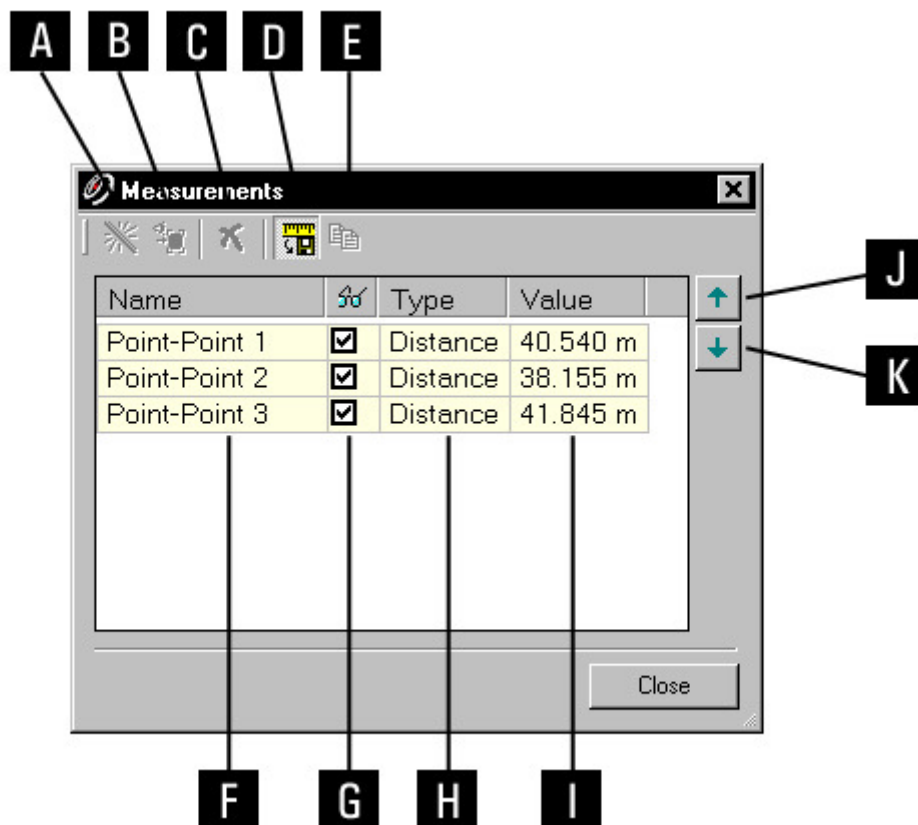 A B C D E
Measurements
Name Type Value
Point-Point 1 Distance 40.540 m
Point-Point 2 Distance 38.155 m
Point-Point 3 Distance 41.845 m
J
K
Close
F G H I